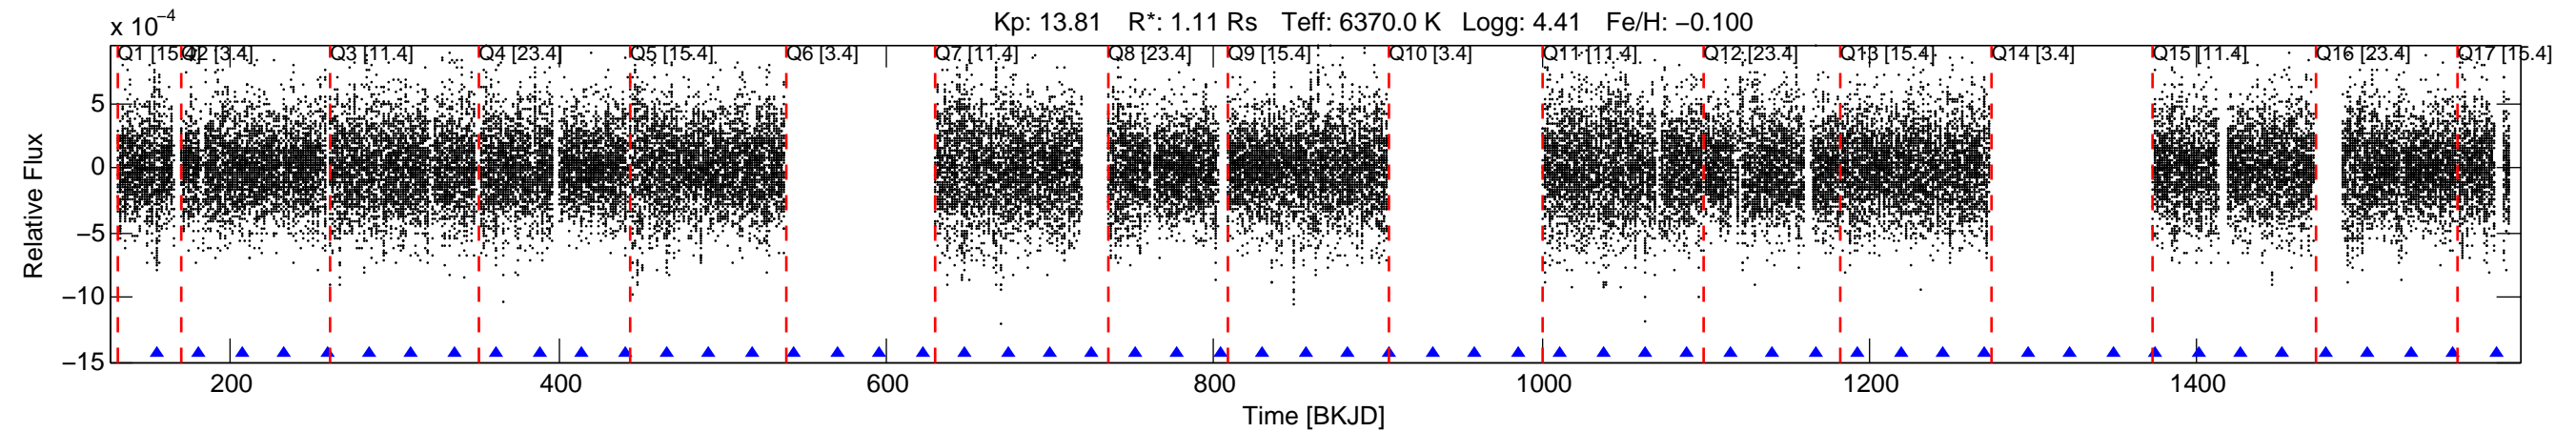 Kp: 13.81 R*: 1.11 Rs Teff: 6370.0 K Logg: 4.41 Fe/H: −0.100
x 10⁻⁴
Q1 [15.4] Q2 [3.4] Q3 [11.4] Q4 [23.4] Q5 [15.4] Q6 [3.4] Q7 [11.4] Q8 [23.4] Q9 [15.4] Q10 [3.4] Q11 [11.4] Q12 [23.4] Q13 [15.4] Q14 [3.4] Q15 [11.4] Q16 [23.4] Q17 [15.4]
5
0
−5
−10
−15
Relative Flux
200 400 600 800 1000 1200 1400
Time [BKJD]